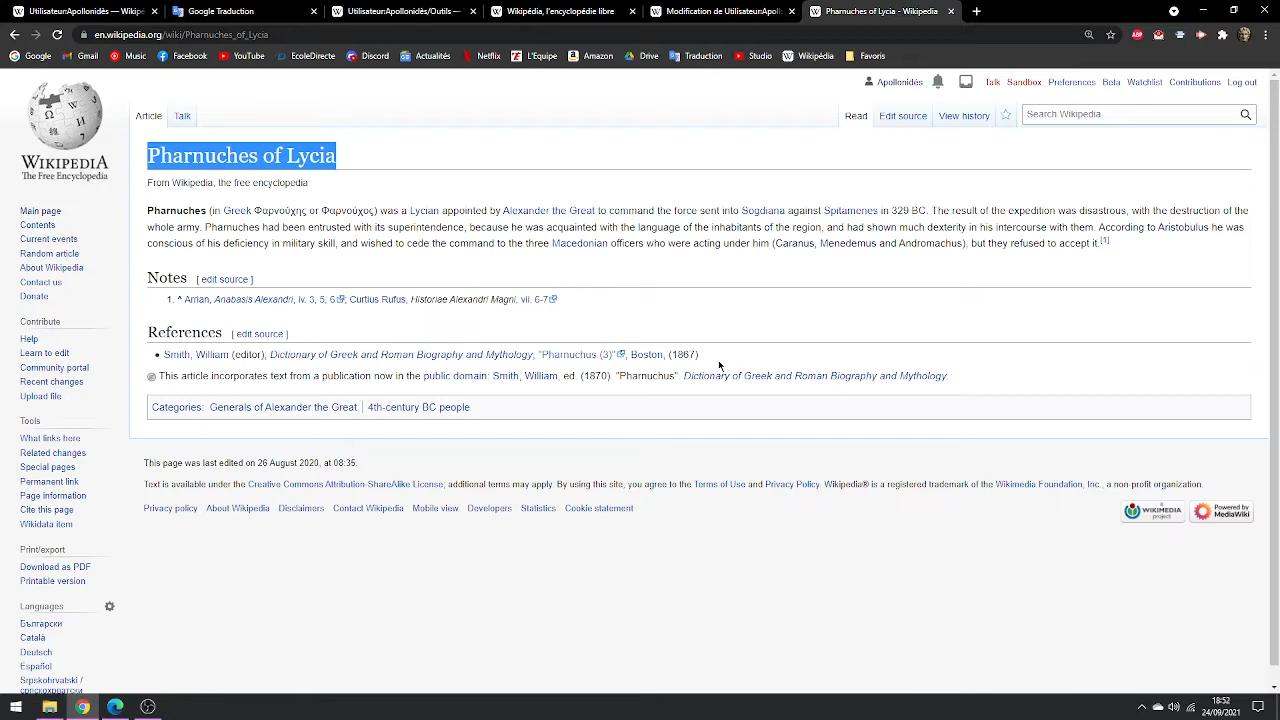 UtilisateurApollonidés — Wikipé
Google Traduction
UtilisateurApollonidés/Outils —
Wikipédia, l'encyclopédie libre
Modification de UtilisateurApoll
Pharnuches of Lycia - Wikipedia
en.wikipedia.org/wiki/Pharnuches_of_Lycia
Google
Gmail
Music
Facebook
YouTube
EcoleDirecte
Discord
Actualités
Netflix
L'Equipe
Amazon
Drive
Traduction
Studio
Wikipédia
Favoris
Apollonidès
Talk Sandbox Preferences Beta Watchlist Contributions Log out
Article Talk
Read Edit source View history
Search Wikipedia
WIKIPEDIA
The Free Encyclopedia
Pharnuches of Lycia
From Wikipedia, the free encyclopedia
Pharnuches (in Greek Φαρνούχης or Φαρνούχος) was a Lycian appointed by Alexander the Great to command the force sent into Sogdiana against Spitamenes in 329 BC. The result of the expedition was disastrous, with the destruction of the
whole army. Pharnuches had been entrusted with its superintendence, because he was acquainted with the language of the inhabitants of the region, and had shown much dexterity in his intercourse with them. According to Aristobulus he was
conscious of his deficiency in military skill, and wished to cede the command to the three Macedonian officers who were acting under him (Caranus, Menedemus and Andromachus), but they refused to accept it.[1]
Notes [ edit source ]
1. ^ Arrian, Anabasis Alexandri, iv. 3, 5, 6; Curtius Rufus, Historiae Alexandri Magni, vii. 6-7
References [ edit source ]
• Smith, William (editor); Dictionary of Greek and Roman Biography and Mythology, "Pharnuchus (3)", Boston, (1867)
This article incorporates text from a publication now in the public domain: Smith, William, ed. (1870). "Pharnuchus". Dictionary of Greek and Roman Biography and Mythology.
Categories: Generals of Alexander the Great | 4th-century BC people
This page was last edited on 26 August 2020, at 08:35.
Text is available under the Creative Commons Attribution-ShareAlike License; additional terms may apply. By using this site, you agree to the Terms of Use and Privacy Policy. Wikipedia® is a registered trademark of the Wikimedia Foundation, Inc., a non-profit organization.
Privacy policy About Wikipedia Disclaimers Contact Wikipedia Mobile view Developers Statistics Cookie statement
A WIKIMEDIA project
Powered by MediaWiki
Main page
Contents
Current events
Random article
About Wikipedia
Contact us
Donate
Contribute
Help
Learn to edit
Community portal
Recent changes
Upload file
Tools
What links here
Related changes
Special pages
Permanent link
Page information
Cite this page
Wikidata item
Print/export
Download as PDF
Printable version
Languages
Български
Català
Deutsch
Español
Srpskohrvatski /
српскохрватски
18:52
24/09/2021